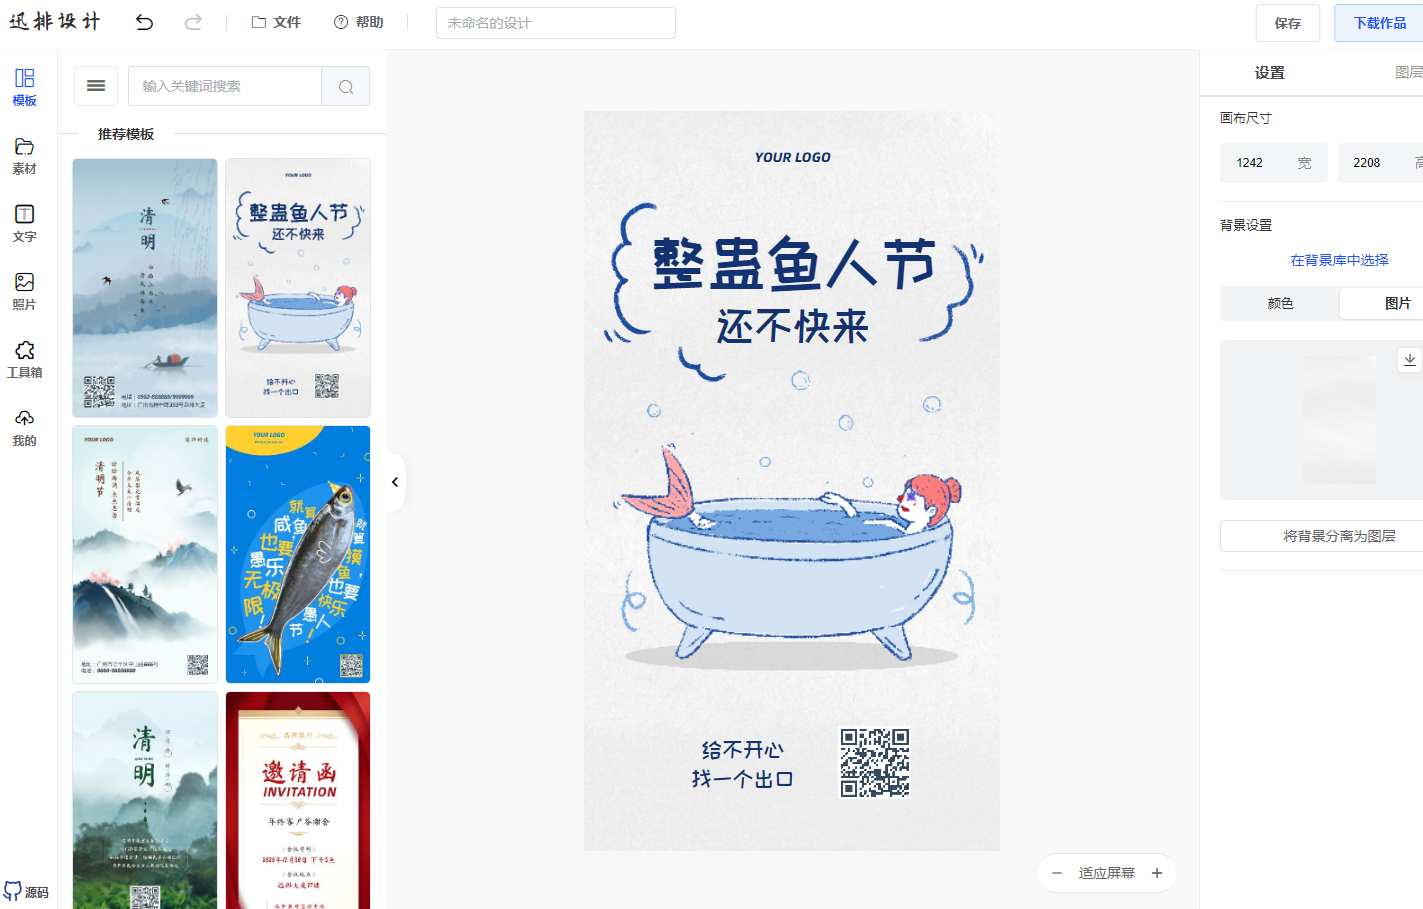 迅排设计
文件
帮助
未命名的设计
保存
下载作品
模板
素材
文字
照片
工具箱
我的
源码
输入关键词搜索
推荐模板
清
明
YOUR LOGO
整蛊鱼人节
还不快来
给不开心
找一个出口
YOUR LOGO
清明节
YOUR LOGO
就算
咸鱼
也要
愚乐
无极
限!
就算摸鱼,
也要
快乐
愚人
节!
清
明
邀请函
INVITATION
年终客户答谢会
YOUR LOGO
整蛊鱼人节
还不快来
给不开心
找一个出口
适应屏幕
设置
图层
画布尺寸
1242 宽
2208 高
背景设置
在背景库中选择
颜色
图片
将背景分离为图层